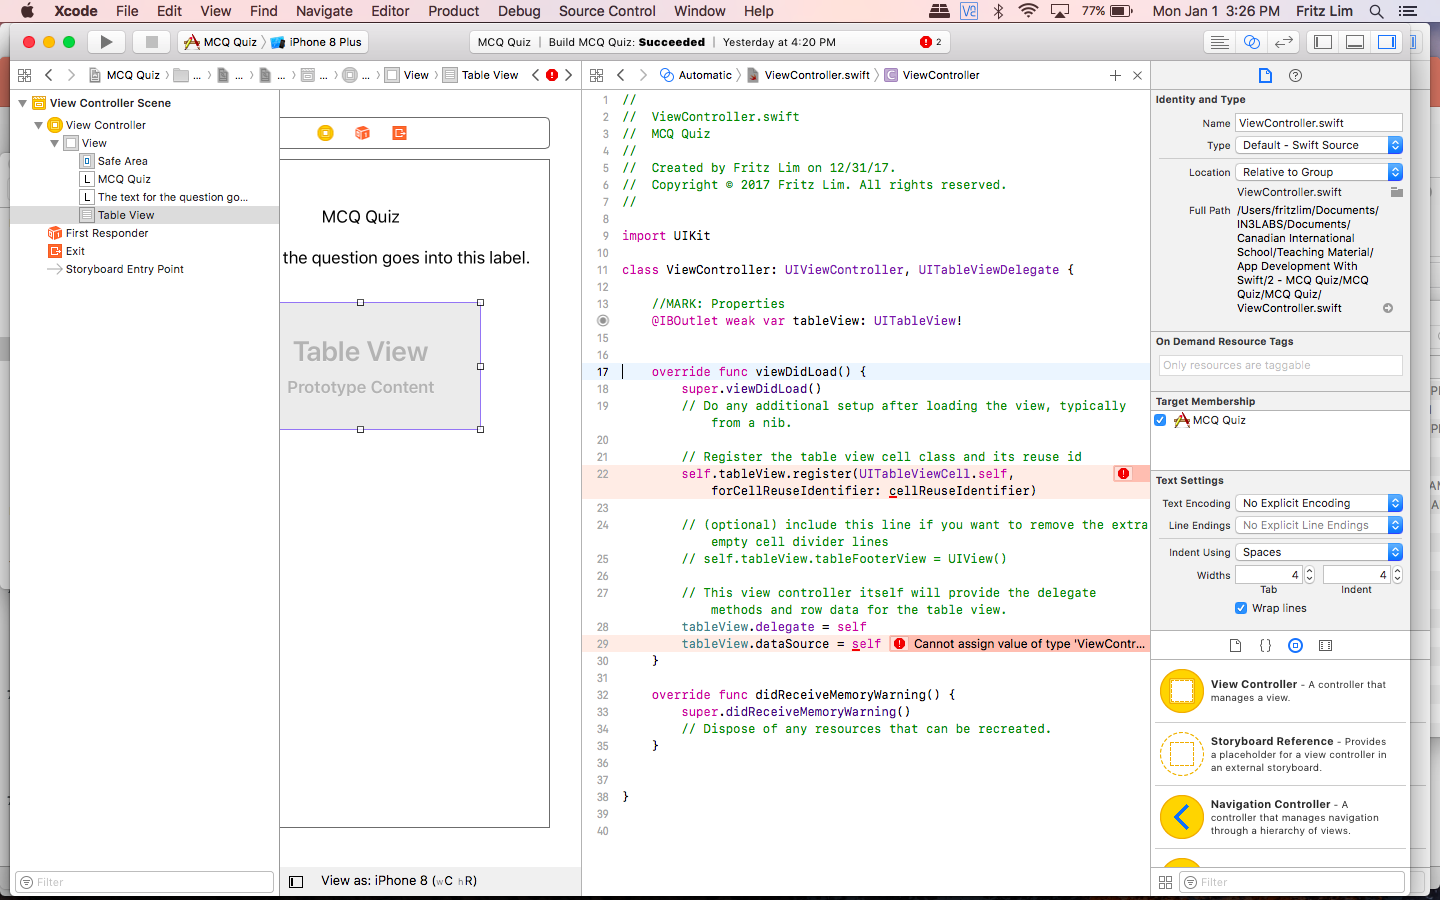 Xcode File Edit View Find Navigate Editor Product Debug Source Control Window Help 77% Mon Jan 1 3:26 PM Fritz Lim
MCQ Quiz iPhone 8 Plus MCQ Quiz Build MCQ Quiz: Succeeded Yesterday at 4:20 PM 2
MCQ Quiz ... ... ... ... ... View Table View
Automatic ViewController.swift ViewController
View Controller Scene
View Controller
View
Safe Area
L MCQ Quiz
L The text for the question go...
Table View
First Responder
Exit
Storyboard Entry Point
Filter
MCQ Quiz
the question goes into this label.
Table View
Prototype Content
View as: iPhone 8 (wC hR)
1 //
2 //  ViewController.swift
3 //  MCQ Quiz
4 //
5 //  Created by Fritz Lim on 12/31/17.
6 //  Copyright © 2017 Fritz Lim. All rights reserved.
7 //
8
9 import UIKit
10
11 class ViewController: UIViewController, UITableViewDelegate {
12
13 //MARK: Properties
@IBOutlet weak var tableView: UITableView!
15
16
17 override func viewDidLoad() {
18 super.viewDidLoad()
19 // Do any additional setup after loading the view, typically
from a nib.
20
21 // Register the table view cell class and its reuse id
22 self.tableView.register(UITableViewCell.self,
forCellReuseIdentifier: cellReuseIdentifier)
23
24 // (optional) include this line if you want to remove the extra
empty cell divider lines
25 // self.tableView.tableFooterView = UIView()
26
27 // This view controller itself will provide the delegate
methods and row data for the table view.
28 tableView.delegate = self
29 tableView.dataSource = self Cannot assign value of type 'ViewContr...
30 }
31
32 override func didReceiveMemoryWarning() {
33 super.didReceiveMemoryWarning()
34 // Dispose of any resources that can be recreated.
35 }
36
37
38 }
39
40
Identity and Type
Name ViewController.swift
Type Default - Swift Source
Location Relative to Group
ViewController.swift
Full Path /Users/fritzlim/Documents/
IN3LABS/Documents/
Canadian International
School/Teaching Material/
App Development With
Swift/2 - MCQ Quiz/MCQ
Quiz/MCQ Quiz/
ViewController.swift
On Demand Resource Tags
Only resources are taggable
Target Membership
MCQ Quiz
Text Settings
Text Encoding No Explicit Encoding
Line Endings No Explicit Line Endings
Indent Using Spaces
Widths 4 4
Tab Indent
Wrap lines
View Controller - A controller that
manages a view.
Storyboard Reference - Provides
a placeholder for a view controller in
an external storyboard.
Navigation Controller - A
controller that manages navigation
through a hierarchy of views.
Filter